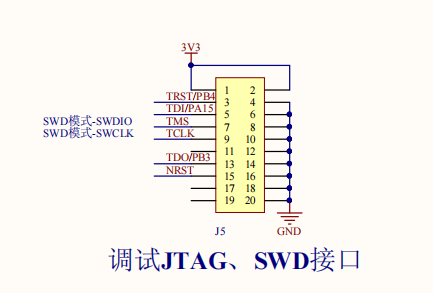 3V3
1 2
TRST/PB4 3 4
TDI/PA15 5 6
SWD模式-SWDIO TMS 7 8
SWD模式-SWCLK TCLK 9 10
11 12
TDO/PB3 13 14
NRST 15 16
17 18
19 20
J5 GND
调试JTAG、SWD接口